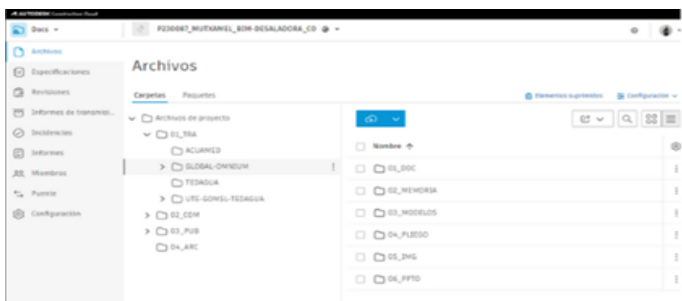 AUTODESK Construction Cloud
Docs
P230087_MUTXAMEL_BIM-DESALADORA_CO
Archivos
Especificaciones
Revisiones
Informes de transmisi...
Incidencias
Informes
Miembros
Puente
Configuración
Archivos
Carpetas Paquetes
Elementos suprimidos Configuración
Archivos de proyecto
01_TRA
ACUAMED
GLOBAL-OMNIUM
TEDAGUA
UTE-GOMSL-TEDAGUA
02_COM
03_PUB
04_ARC
Nombre
01_DOC
02_MEMORIA
03_MODELOS
04_PLIEGO
05_IMG
06_PPTO